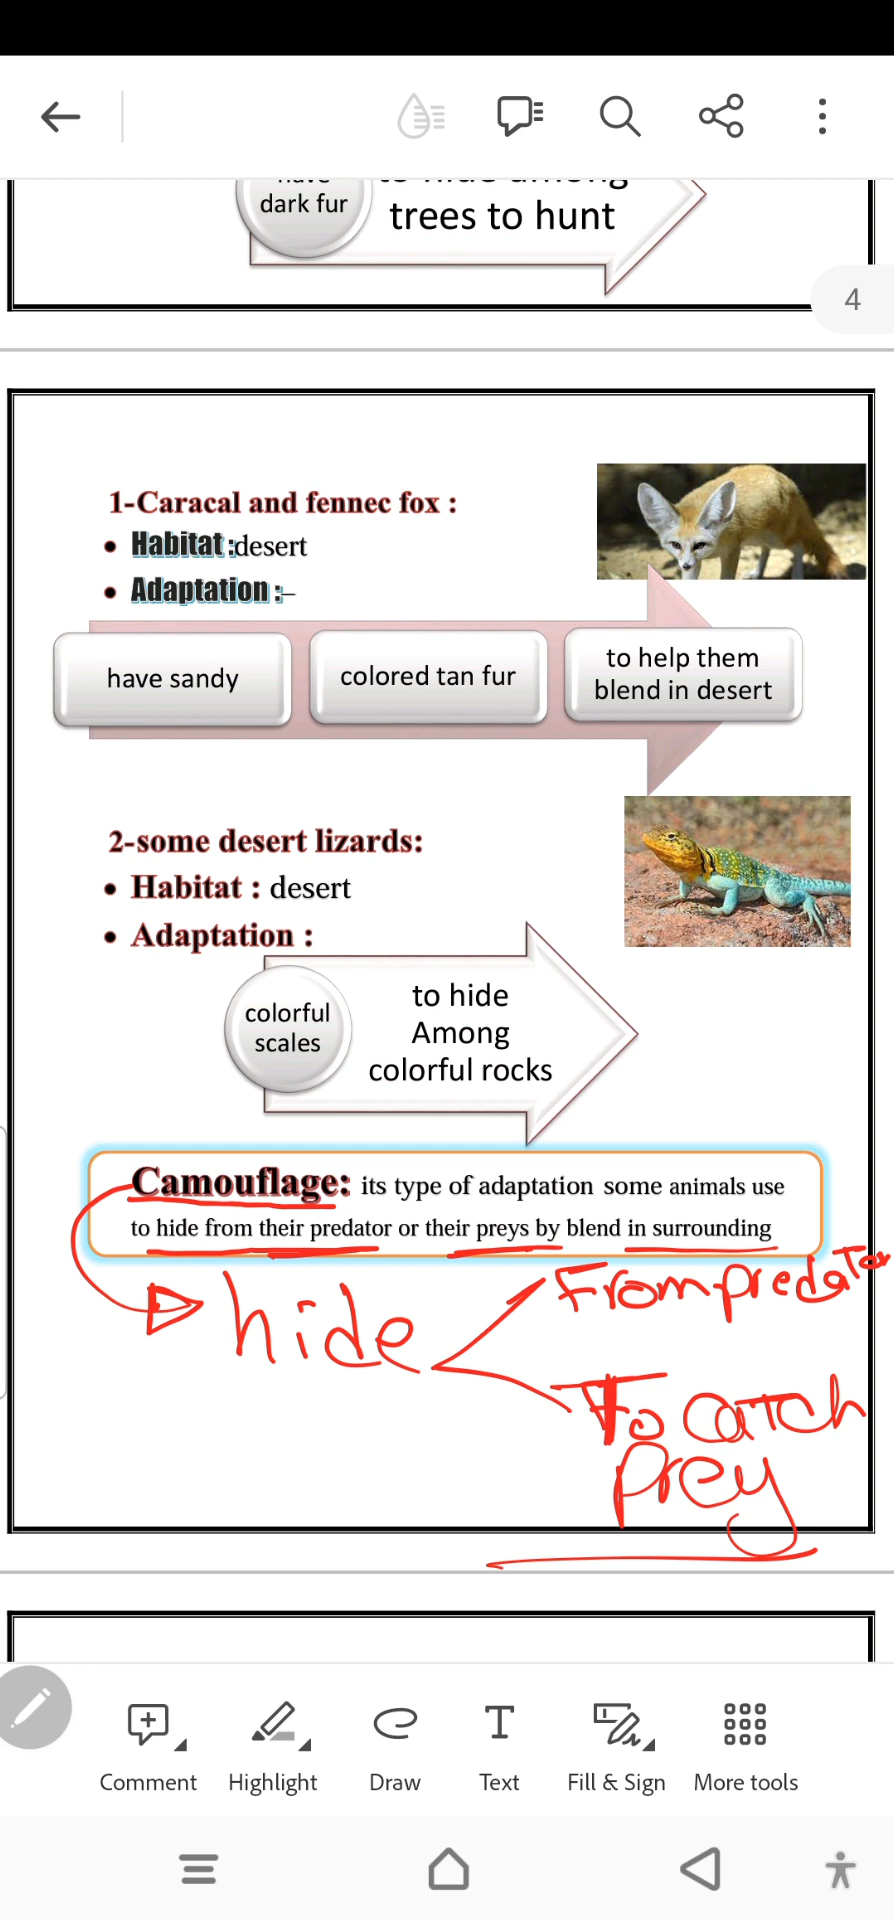 dark fur
trees to hunt
4
1-Caracal and fennec fox :
• Habitat :desert
• Adaptation :–
have sandy
colored tan fur
to help them
blend in desert
2-some desert lizards:
• Habitat : desert
• Adaptation :
colorful
scales
to hide
Among
colorful rocks
Camouflage: its type of adaptation some animals use
to hide from their predator or their preys by blend in surrounding
hide
From predator
To catch
prey
Comment
Highlight
Draw
Text
Fill & Sign
More tools